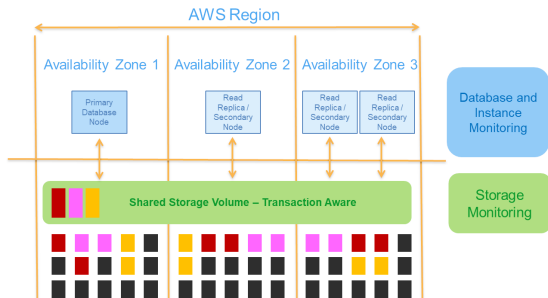 AWS Region
Availability Zone 1
Availability Zone 2
Availability Zone 3
Primary
Database
Node
Read
Replica /
Secondary
Node
Read
Replica /
Secondary
Node
Read
Replica /
Secondary
Node
Database and
Instance
Monitoring
Shared Storage Volume – Transaction Aware
Storage
Monitoring